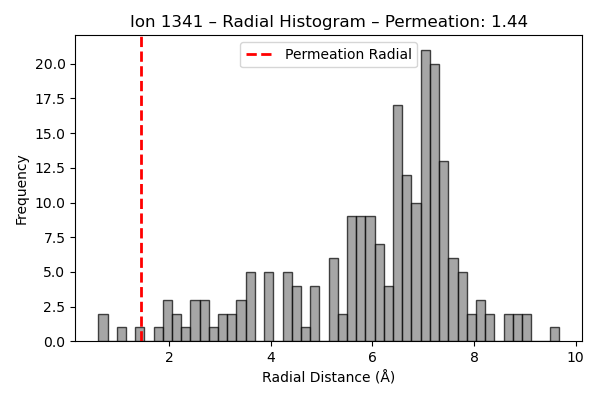 Ion 1341 – Radial Histogram – Permeation: 1.44
Permeation Radial
20.0
17.5
15.0
12.5
10.0
7.5
5.0
2.5
0.0
Frequency
2 4 6 8 10
Radial Distance (Å)